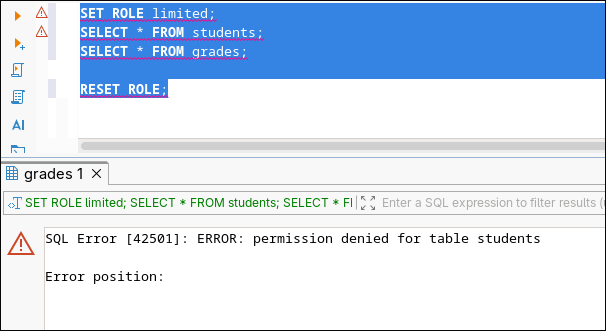 SET ROLE limited;
SELECT * FROM students;
SELECT * FROM grades;
RESET ROLE;
AI
grades 1
SET ROLE limited; SELECT * FROM students; SELECT * F
Enter a SQL expression to filter results (
SQL Error [42501]: ERROR: permission denied for table students
Error position: